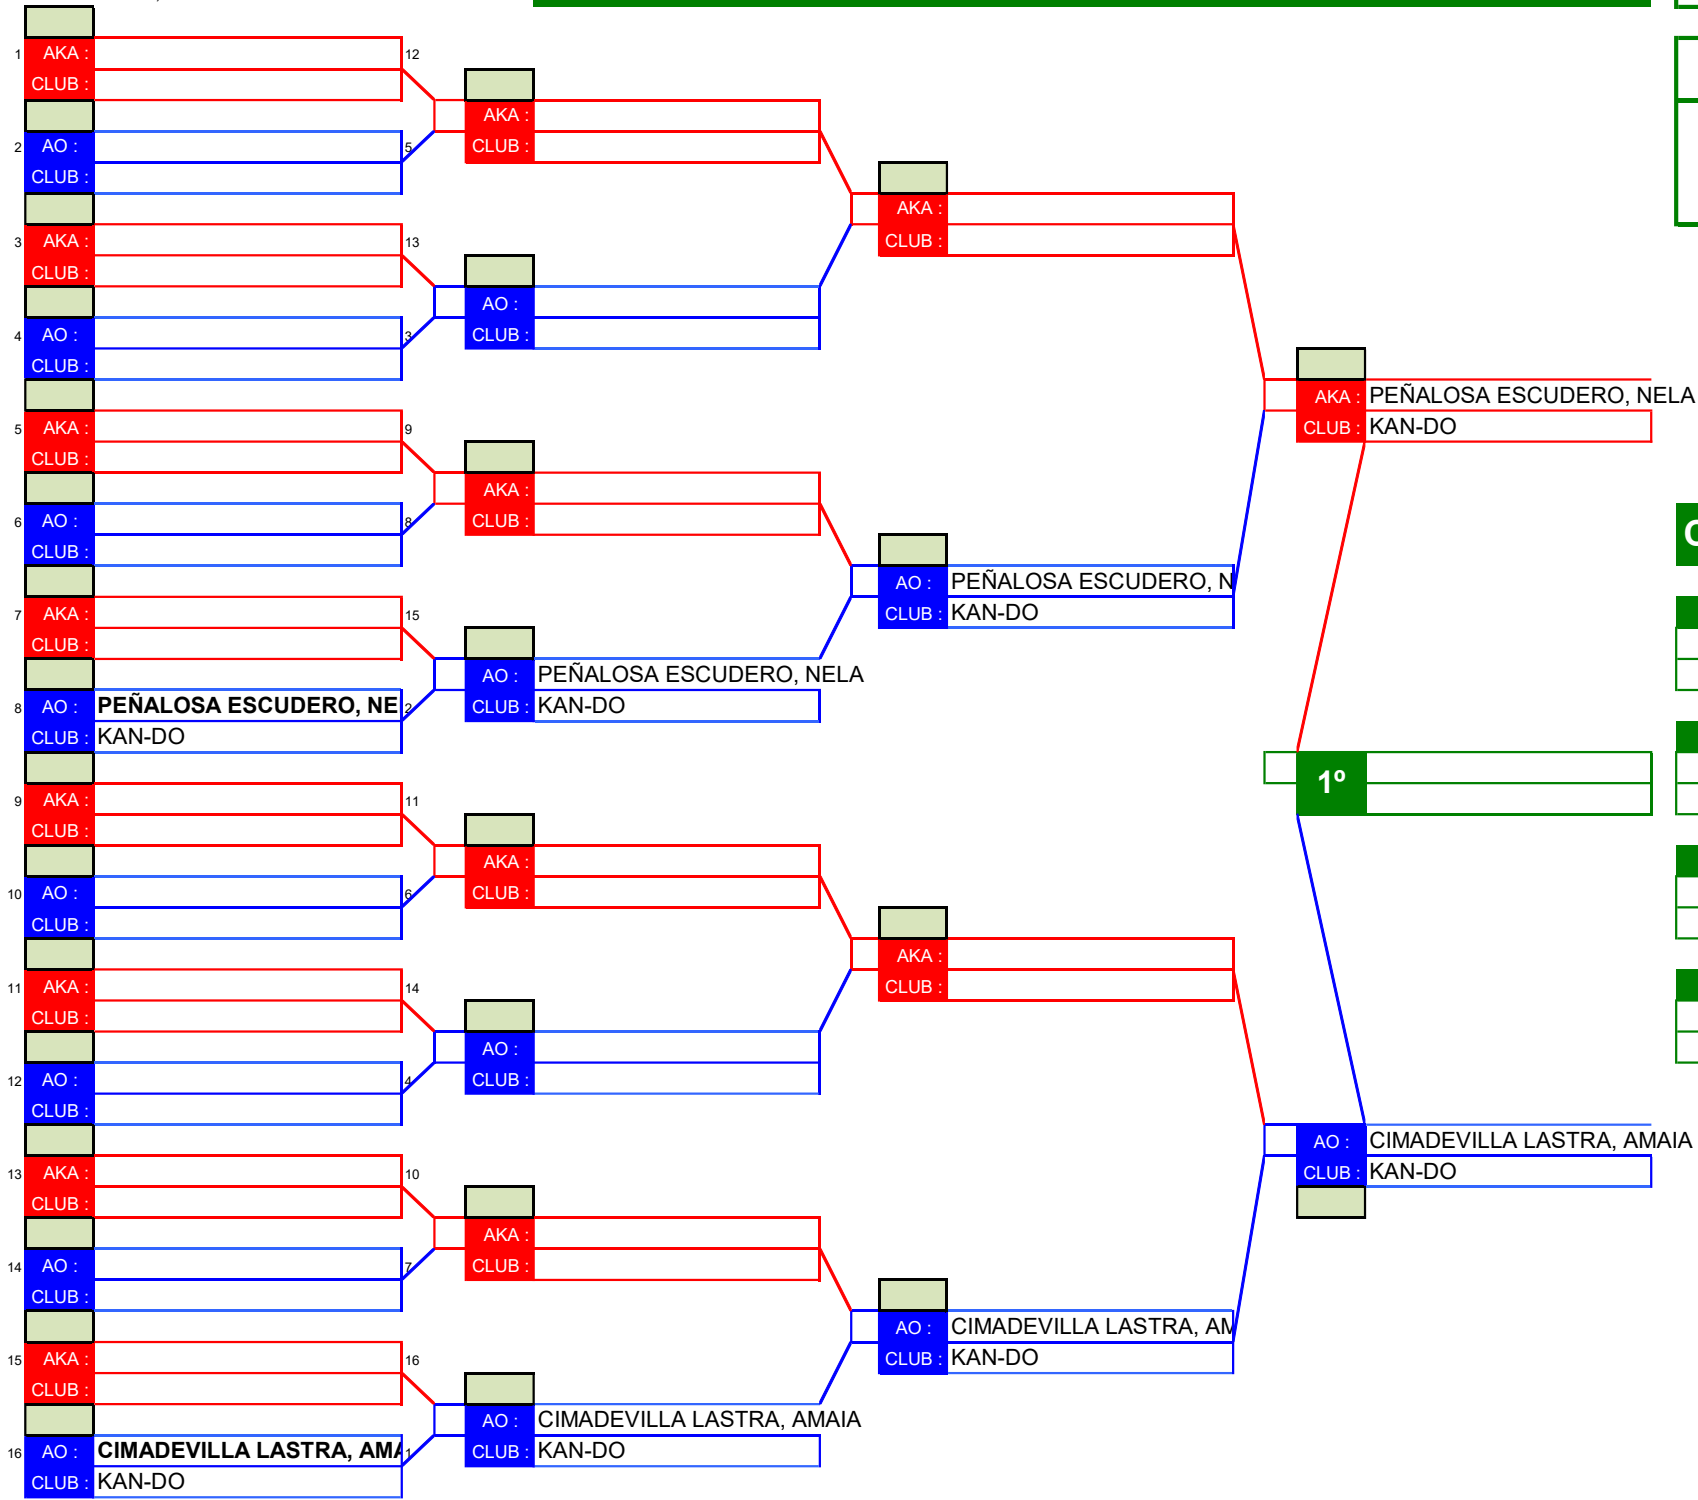 1 AKA : 12
CLUB :
2 AO : 5
CLUB :
3 AKA : 13
CLUB :
4 AO : 3
CLUB :
5 AKA : 9
CLUB :
6 AO : 8
CLUB :
7 AKA : 15
CLUB :
8 AO : PEÑALOSA ESCUDERO, NE 2
CLUB : KAN-DO
9 AKA : 11
CLUB :
10 AO : 6
CLUB :
11 AKA : 14
CLUB :
12 AO : 4
CLUB :
13 AKA : 10
CLUB :
14 AO : 7
CLUB :
15 AKA : 16
CLUB :
16 AO : CIMADEVILLA LASTRA, AMA 1
CLUB : KAN-DO
AKA :
CLUB :
AO :
CLUB :
AKA :
CLUB :
AO : PEÑALOSA ESCUDERO, NELA
CLUB : KAN-DO
AKA :
CLUB :
AO :
CLUB :
AKA :
CLUB :
AO : CIMADEVILLA LASTRA, AMAIA
CLUB : KAN-DO
AKA :
CLUB :
AO : PEÑALOSA ESCUDERO, N
CLUB : KAN-DO
AKA :
CLUB :
AO : CIMADEVILLA LASTRA, AM
CLUB : KAN-DO
AKA : PEÑALOSA ESCUDERO, NELA
CLUB : KAN-DO
1º
AO : CIMADEVILLA LASTRA, AMAIA
CLUB : KAN-DO